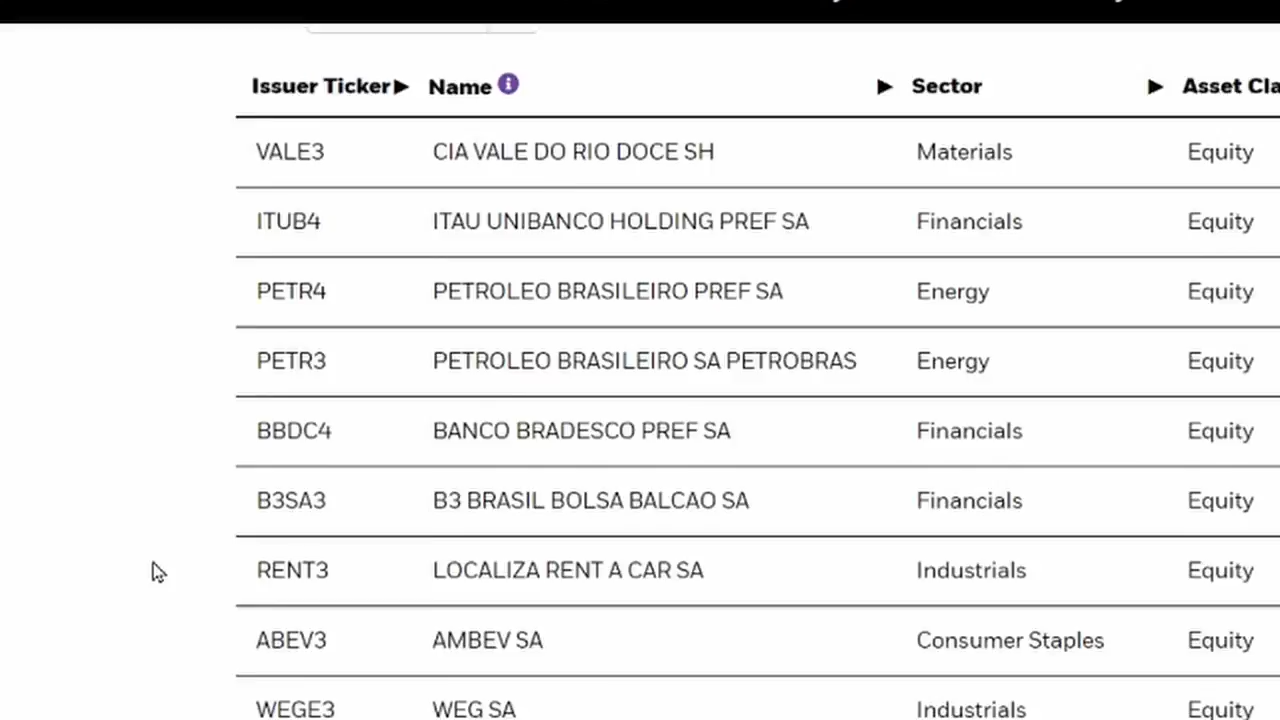 Issuer Ticker▶ Name i ▶ Sector ▶ Asset Cla
VALE3 CIA VALE DO RIO DOCE SH Materials Equity
ITUB4 ITAU UNIBANCO HOLDING PREF SA Financials Equity
PETR4 PETROLEO BRASILEIRO PREF SA Energy Equity
PETR3 PETROLEO BRASILEIRO SA PETROBRAS Energy Equity
BBDC4 BANCO BRADESCO PREF SA Financials Equity
B3SA3 B3 BRASIL BOLSA BALCAO SA Financials Equity
RENT3 LOCALIZA RENT A CAR SA Industrials Equity
ABEV3 AMBEV SA Consumer Staples Equity
WEGE3 WEG SA Industrials Equity